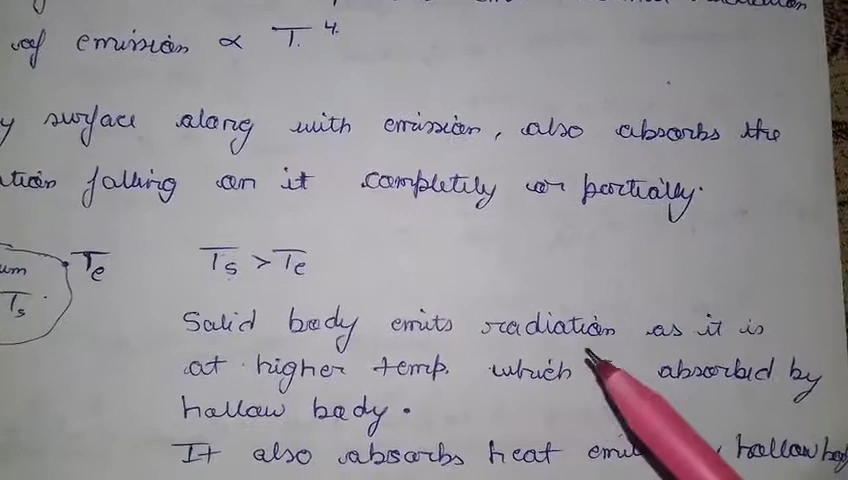 of emission ∝ T⁴.
surface along with emission, also absorbs the
falling on it completely or partially.
Te Ts > Te
Ts
Solid body emits radiation as it is
at higher temp. which absorbed by
hollow body.
It also absorbs heat hollow body